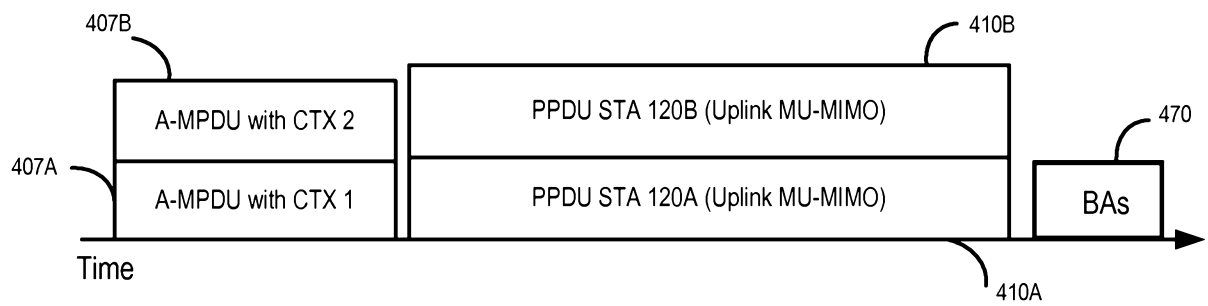 407B
410B
A-MPDU with CTX 2
PPDU STA 120B (Uplink MU-MIMO)
470
407A
A-MPDU with CTX 1
PPDU STA 120A (Uplink MU-MIMO)
BAs
Time
410A